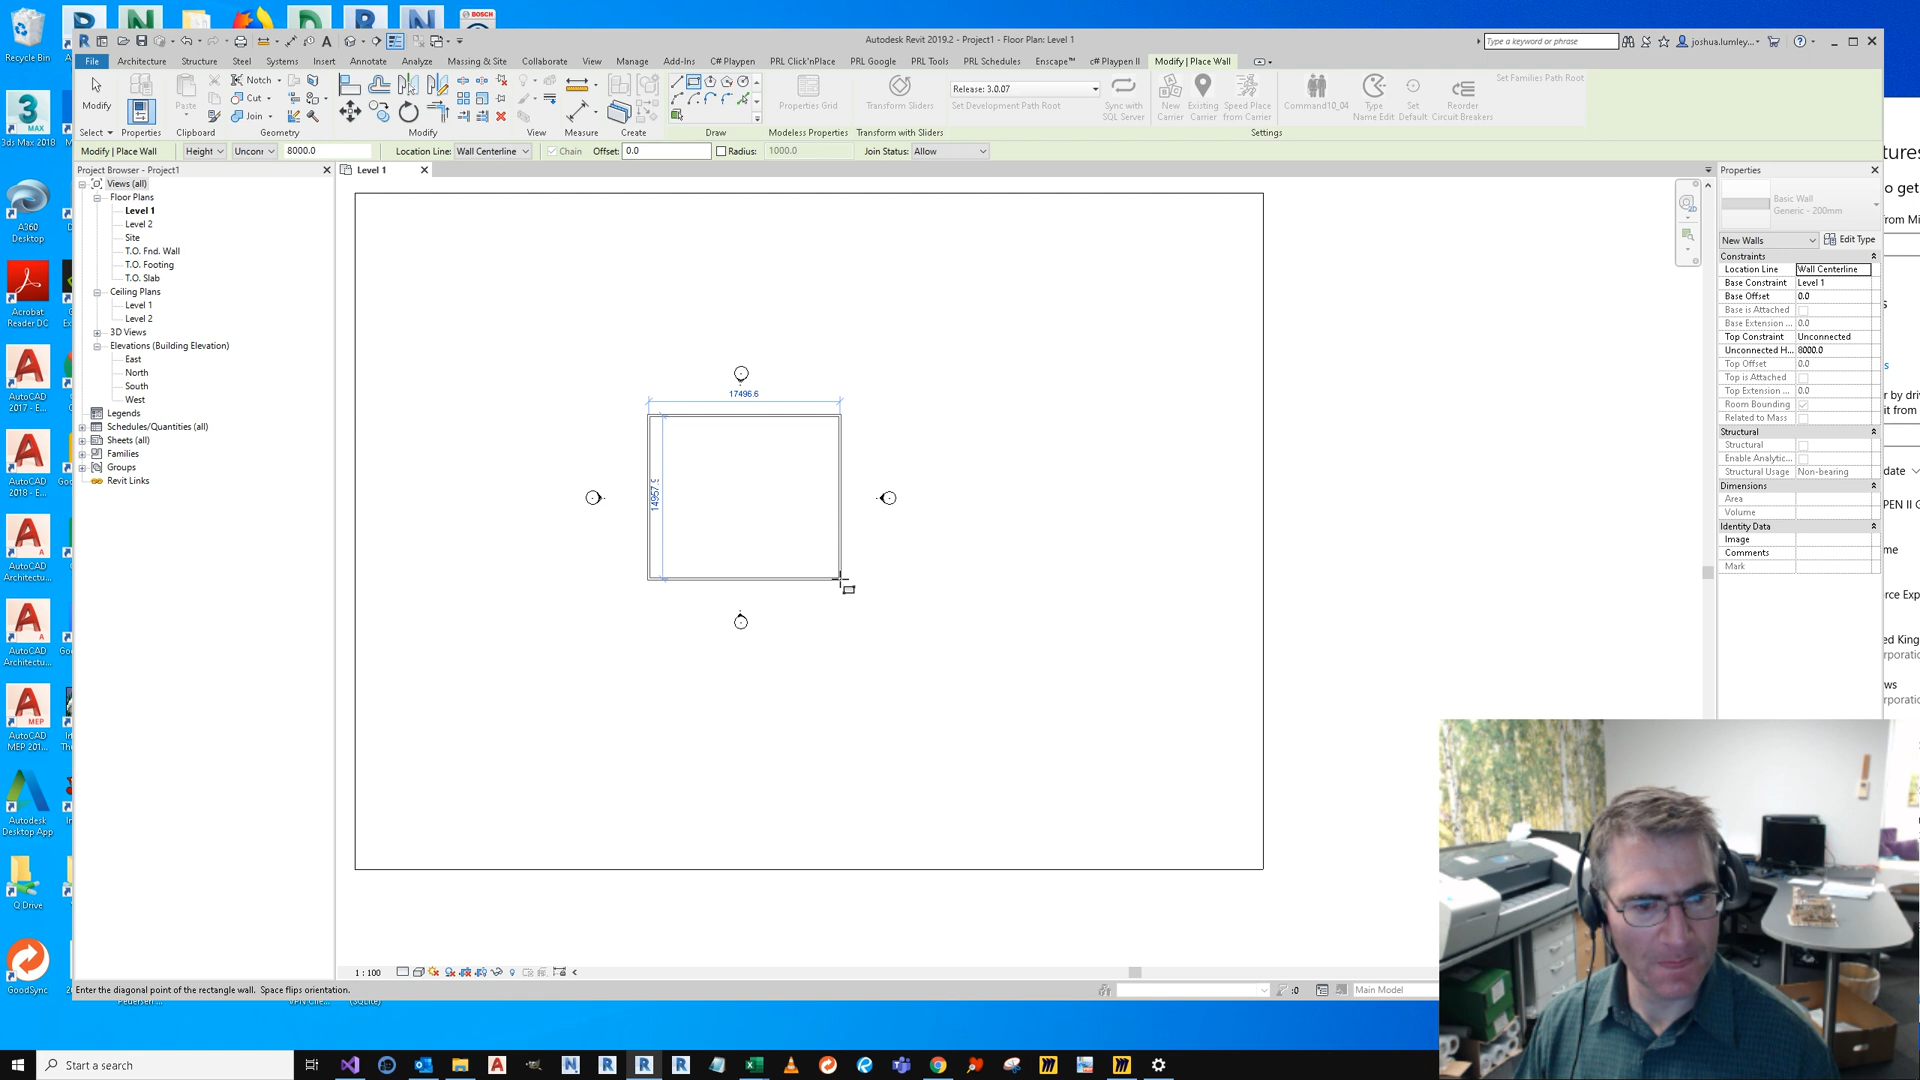 Recycle Bin
Autodesk Revit 2019.2 - Project1 - Floor Plan: Level 1
Type a keyword or phrase
joshua.lumley...
File
Architecture
Structure
Steel
Systems
Insert
Annotate
Analyze
Massing & Site
Collaborate
View
Manage
Add-Ins
C# Playpen
PRL Click'nPlace
PRL Google
PRL Tools
PRL Schedules
Enscape™
c# Playpen II
Modify | Place Wall
Modify
Paste
Notch
Cut
Join
Properties Grid
Transform Sliders
Release: 3.0.07
Set Development Path Root
Sync with
SQL Server
New
Carrier
Existing
Carrier
Speed Place
from Carrier
Command10_04
Type
Name Edit
Set
Default
Reorder
Circuit Breakers
Set Families Path Root
Select
Properties
Clipboard
Geometry
Modify
View
Measure
Create
Draw
Modeless Properties
Transform with Sliders
Settings
Modify | Place Wall
Height
Uncon
8000.0
Location Line:
Wall Centerline
Chain
Offset:
0.0
Radius:
1000.0
Join Status:
Allow
Project Browser - Project1
Views (all)
Floor Plans
Level 1
Level 2
Site
T.O. Fnd. Wall
T.O. Footing
T.O. Slab
Ceiling Plans
Level 1
Level 2
3D Views
Elevations (Building Elevation)
East
North
South
West
Legends
Schedules/Quantities (all)
Sheets (all)
Families
Groups
Revit Links
Level 1
17496.6
1 : 100
Enter the diagonal point of the rectangle wall. Space flips orientation.
:0
Main Model
Properties
Basic Wall
Generic - 200mm
New Walls
Edit Type
Constraints
Location Line
Wall Centerline
Base Constraint
Level 1
Base Offset
0.0
Base is Attached
Base Extension ...
0.0
Top Constraint
Unconnected
Unconnected H...
8000.0
Top Offset
0.0
Top is Attached
Top Extension ...
0.0
Room Bounding
Related to Mass
Structural
Structural
Enable Analytic...
Structural Usage
Non-bearing
Dimensions
Area
Volume
Identity Data
Image
Comments
Mark
3ds Max 2018
A360
Desktop
Acrobat
Reader DC
AutoCAD
2017 - E...
AutoCAD
2018 - E...
AutoCAD
Architectu...
AutoCAD
Architectu...
AutoCAD
MEP 201...
Autodesk
Desktop App
Q Drive
GoodSync
BOSCH
o get
from Mi
it from
PEN II G
Start a search